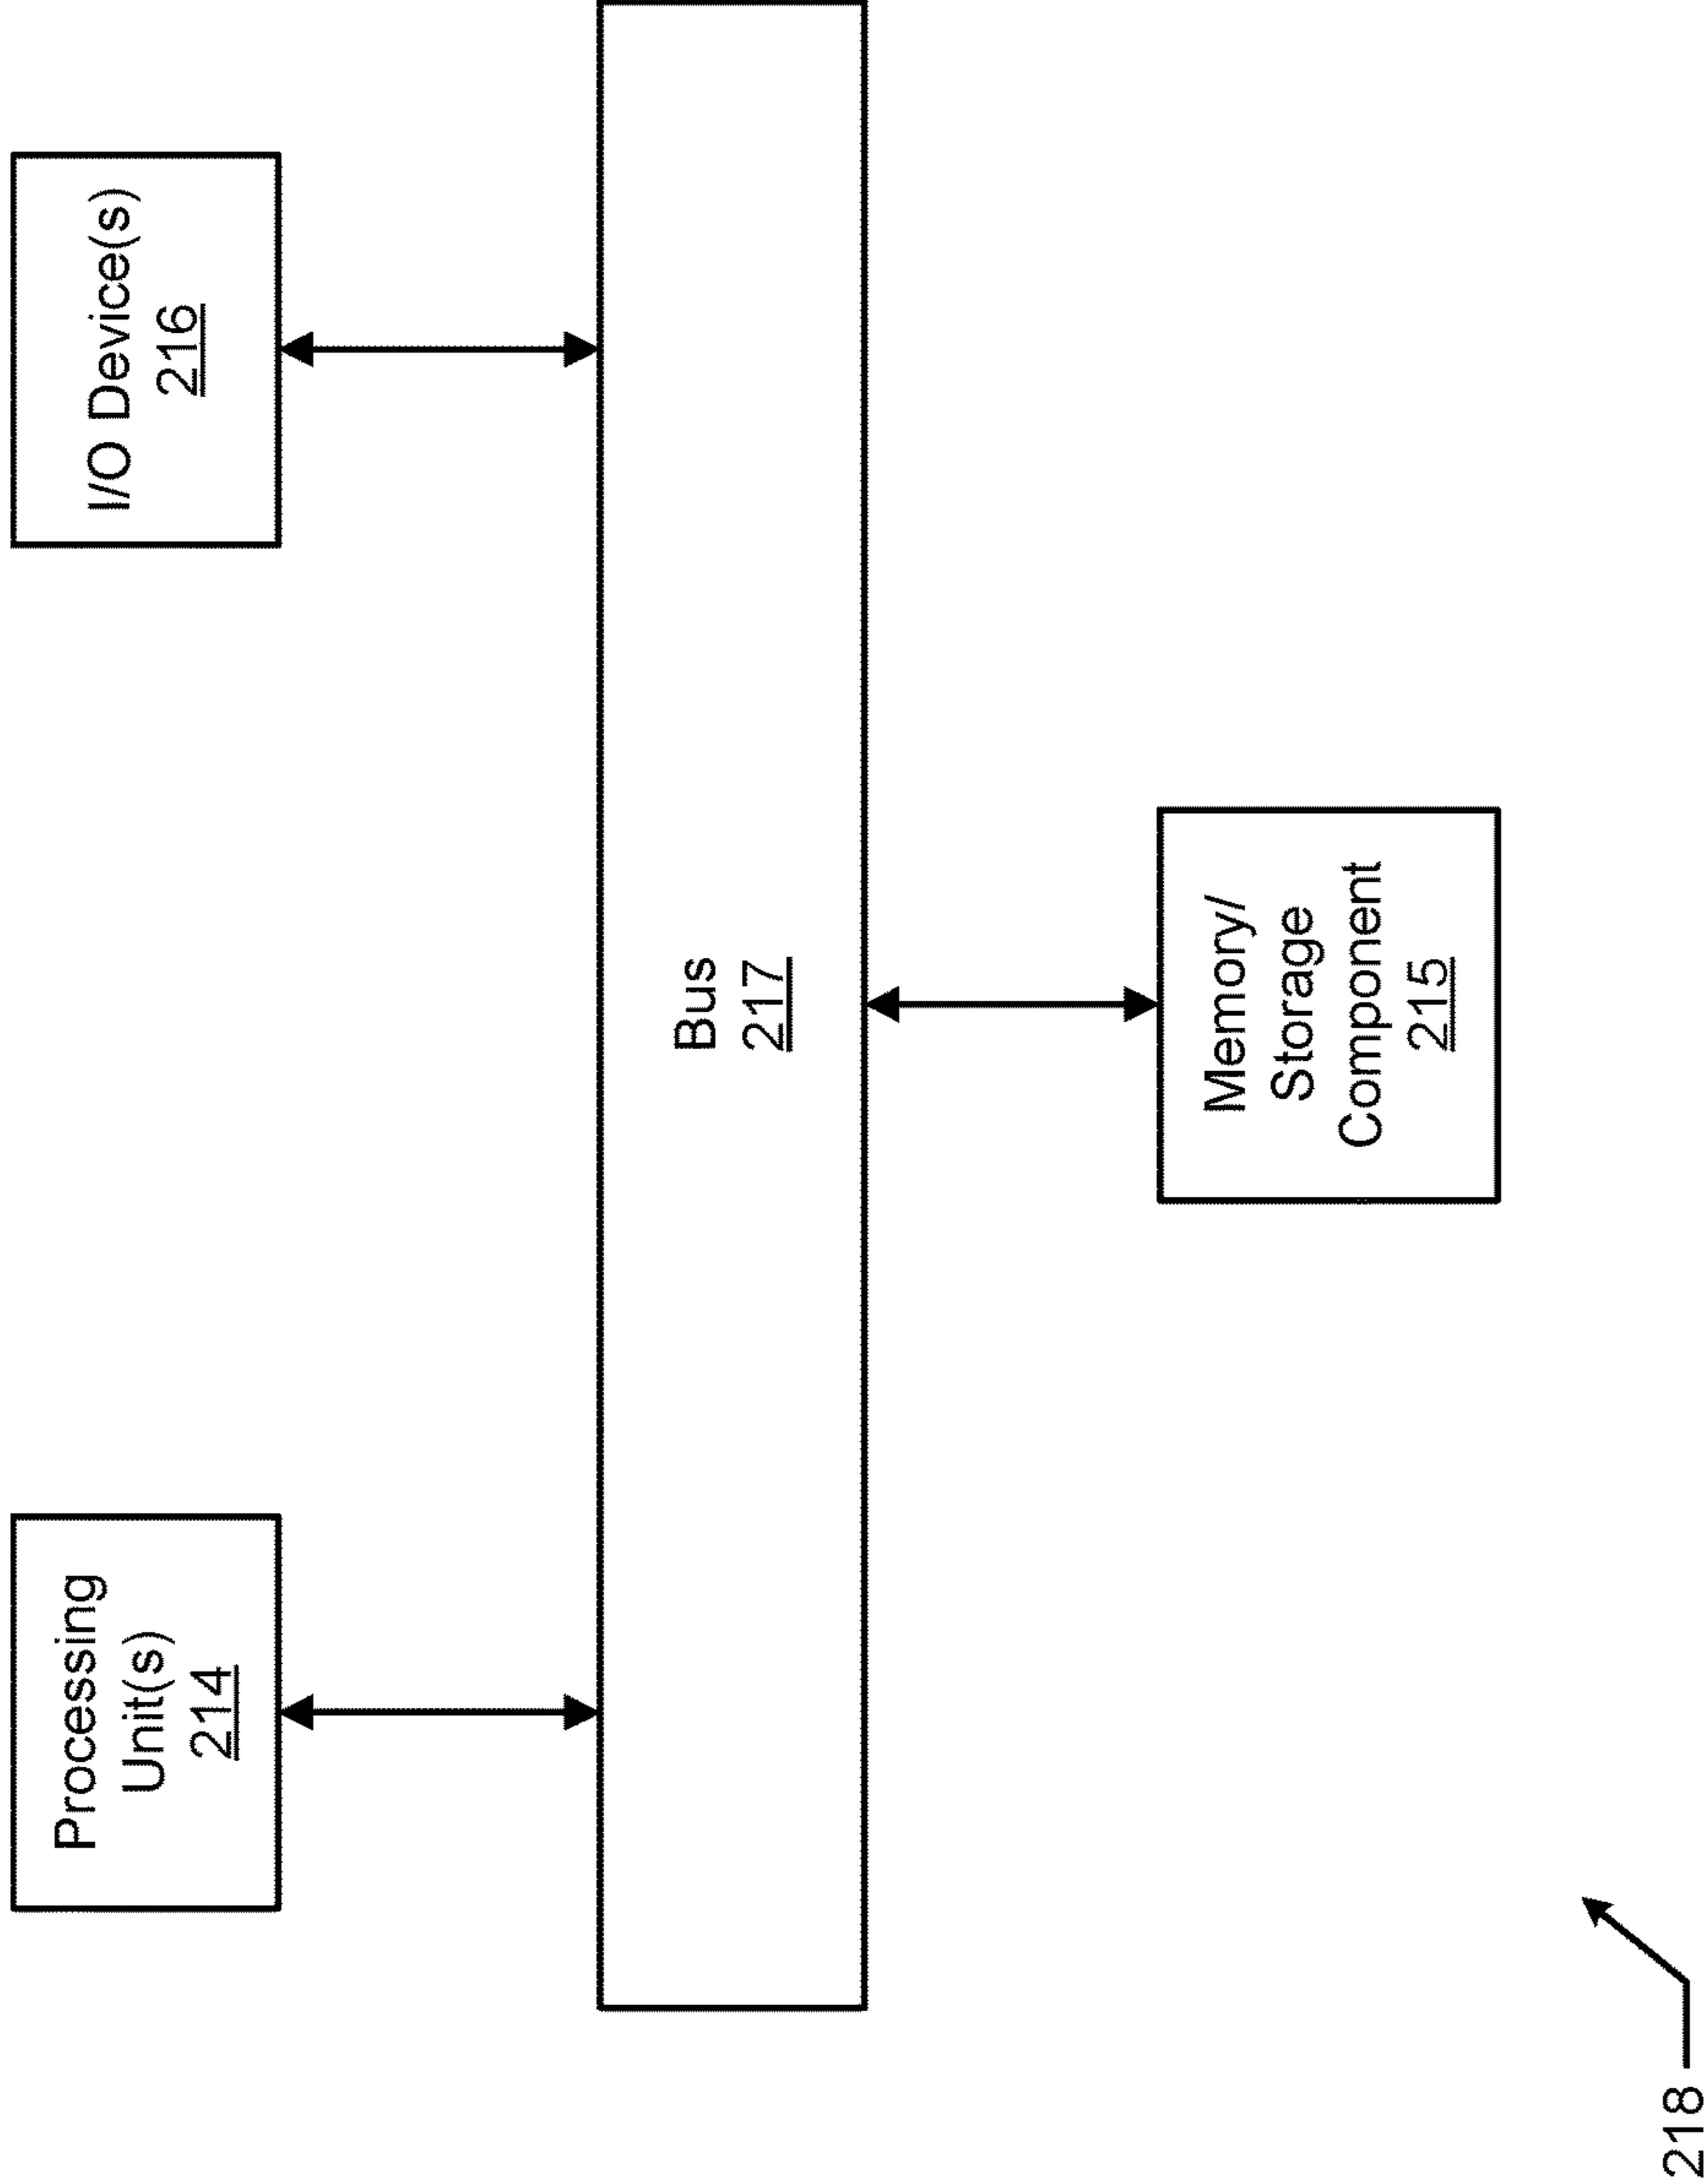 Processing
Unit(s)
214
I/O Device(s)
216
Bus
217
Memory/
Storage
Component
215
218